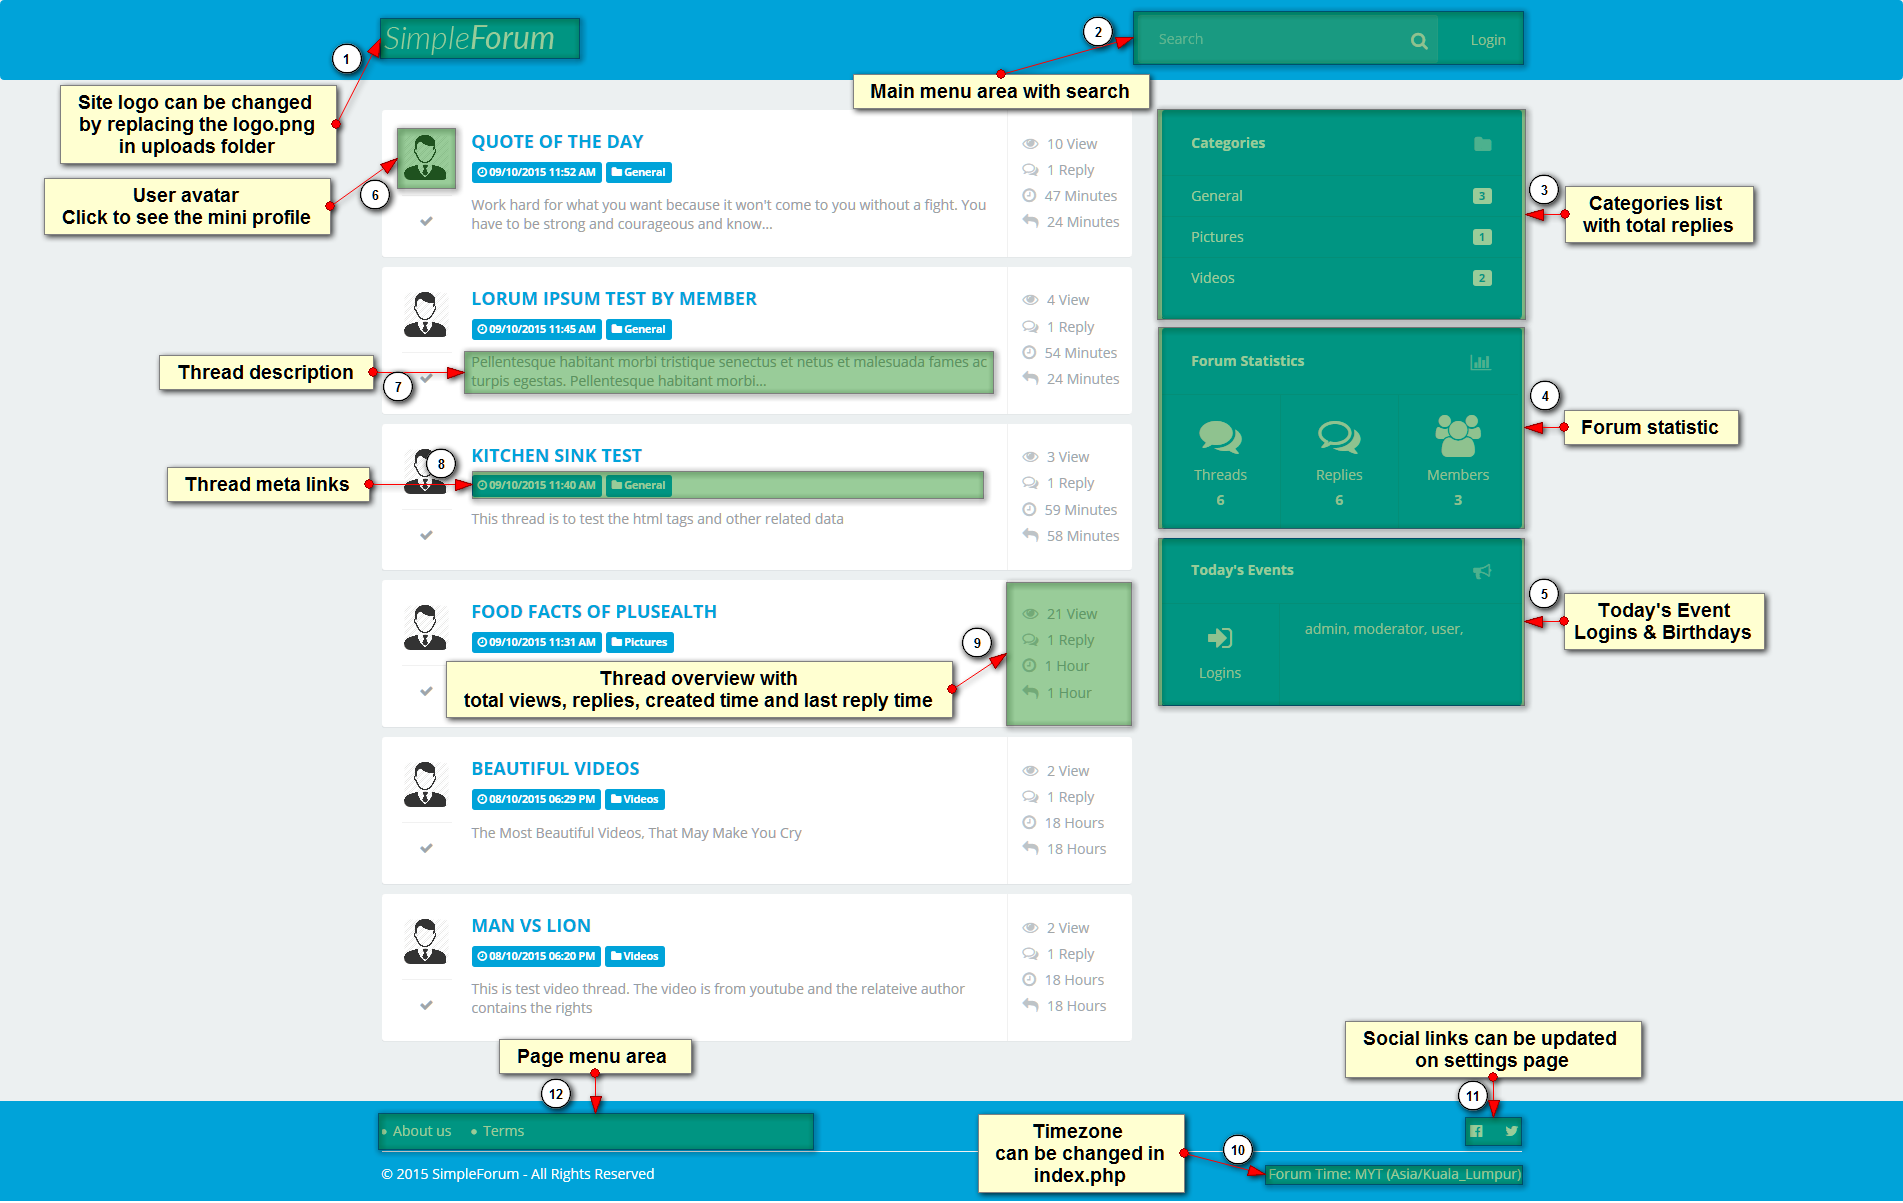 SimpleForum
Search
Login
1
2
Site logo can be changed
by replacing the logo.png
in uploads folder
Main menu area with search
User avatar
Click to see the mini profile
6
QUOTE OF THE DAY
09/10/2015 11:52 AM General
Work hard for what you want because it won't come to you without a fight. You
have to be strong and courageous and know...
10 View
1 Reply
47 Minutes
24 Minutes
LORUM IPSUM TEST BY MEMBER
09/10/2015 11:45 AM General
Pellentesque habitant morbi tristique senectus et netus et malesuada fames ac
turpis egestas. Pellentesque habitant morbi...
4 View
1 Reply
54 Minutes
24 Minutes
Thread description
7
KITCHEN SINK TEST
09/10/2015 11:40 AM General
This thread is to test the html tags and other related data
3 View
1 Reply
59 Minutes
58 Minutes
8
Thread meta links
FOOD FACTS OF PLUSEALTH
09/10/2015 11:31 AM Pictures
21 View
1 Reply
1 Hour
1 Hour
9
Thread overview with
total views, replies, created time and last reply time
BEAUTIFUL VIDEOS
08/10/2015 06:29 PM Videos
The Most Beautiful Videos, That May Make You Cry
2 View
1 Reply
18 Hours
18 Hours
MAN VS LION
08/10/2015 06:20 PM Videos
This is test video thread. The video is from youtube and the relateive author
contains the rights
2 View
1 Reply
18 Hours
18 Hours
Categories
General 3
Pictures 1
Videos 2
3
Categories list
with total replies
Forum Statistics
Threads
6
Replies
6
Members
3
4
Forum statistic
Today's Events
Logins
admin, moderator, user,
5
Today's Event
Logins & Birthdays
Page menu area
12
About us
Terms
© 2015 SimpleForum - All Rights Reserved
Timezone
can be changed in
index.php
10
Forum Time: MYT (Asia/Kuala_Lumpur)
Social links can be updated
on settings page
11